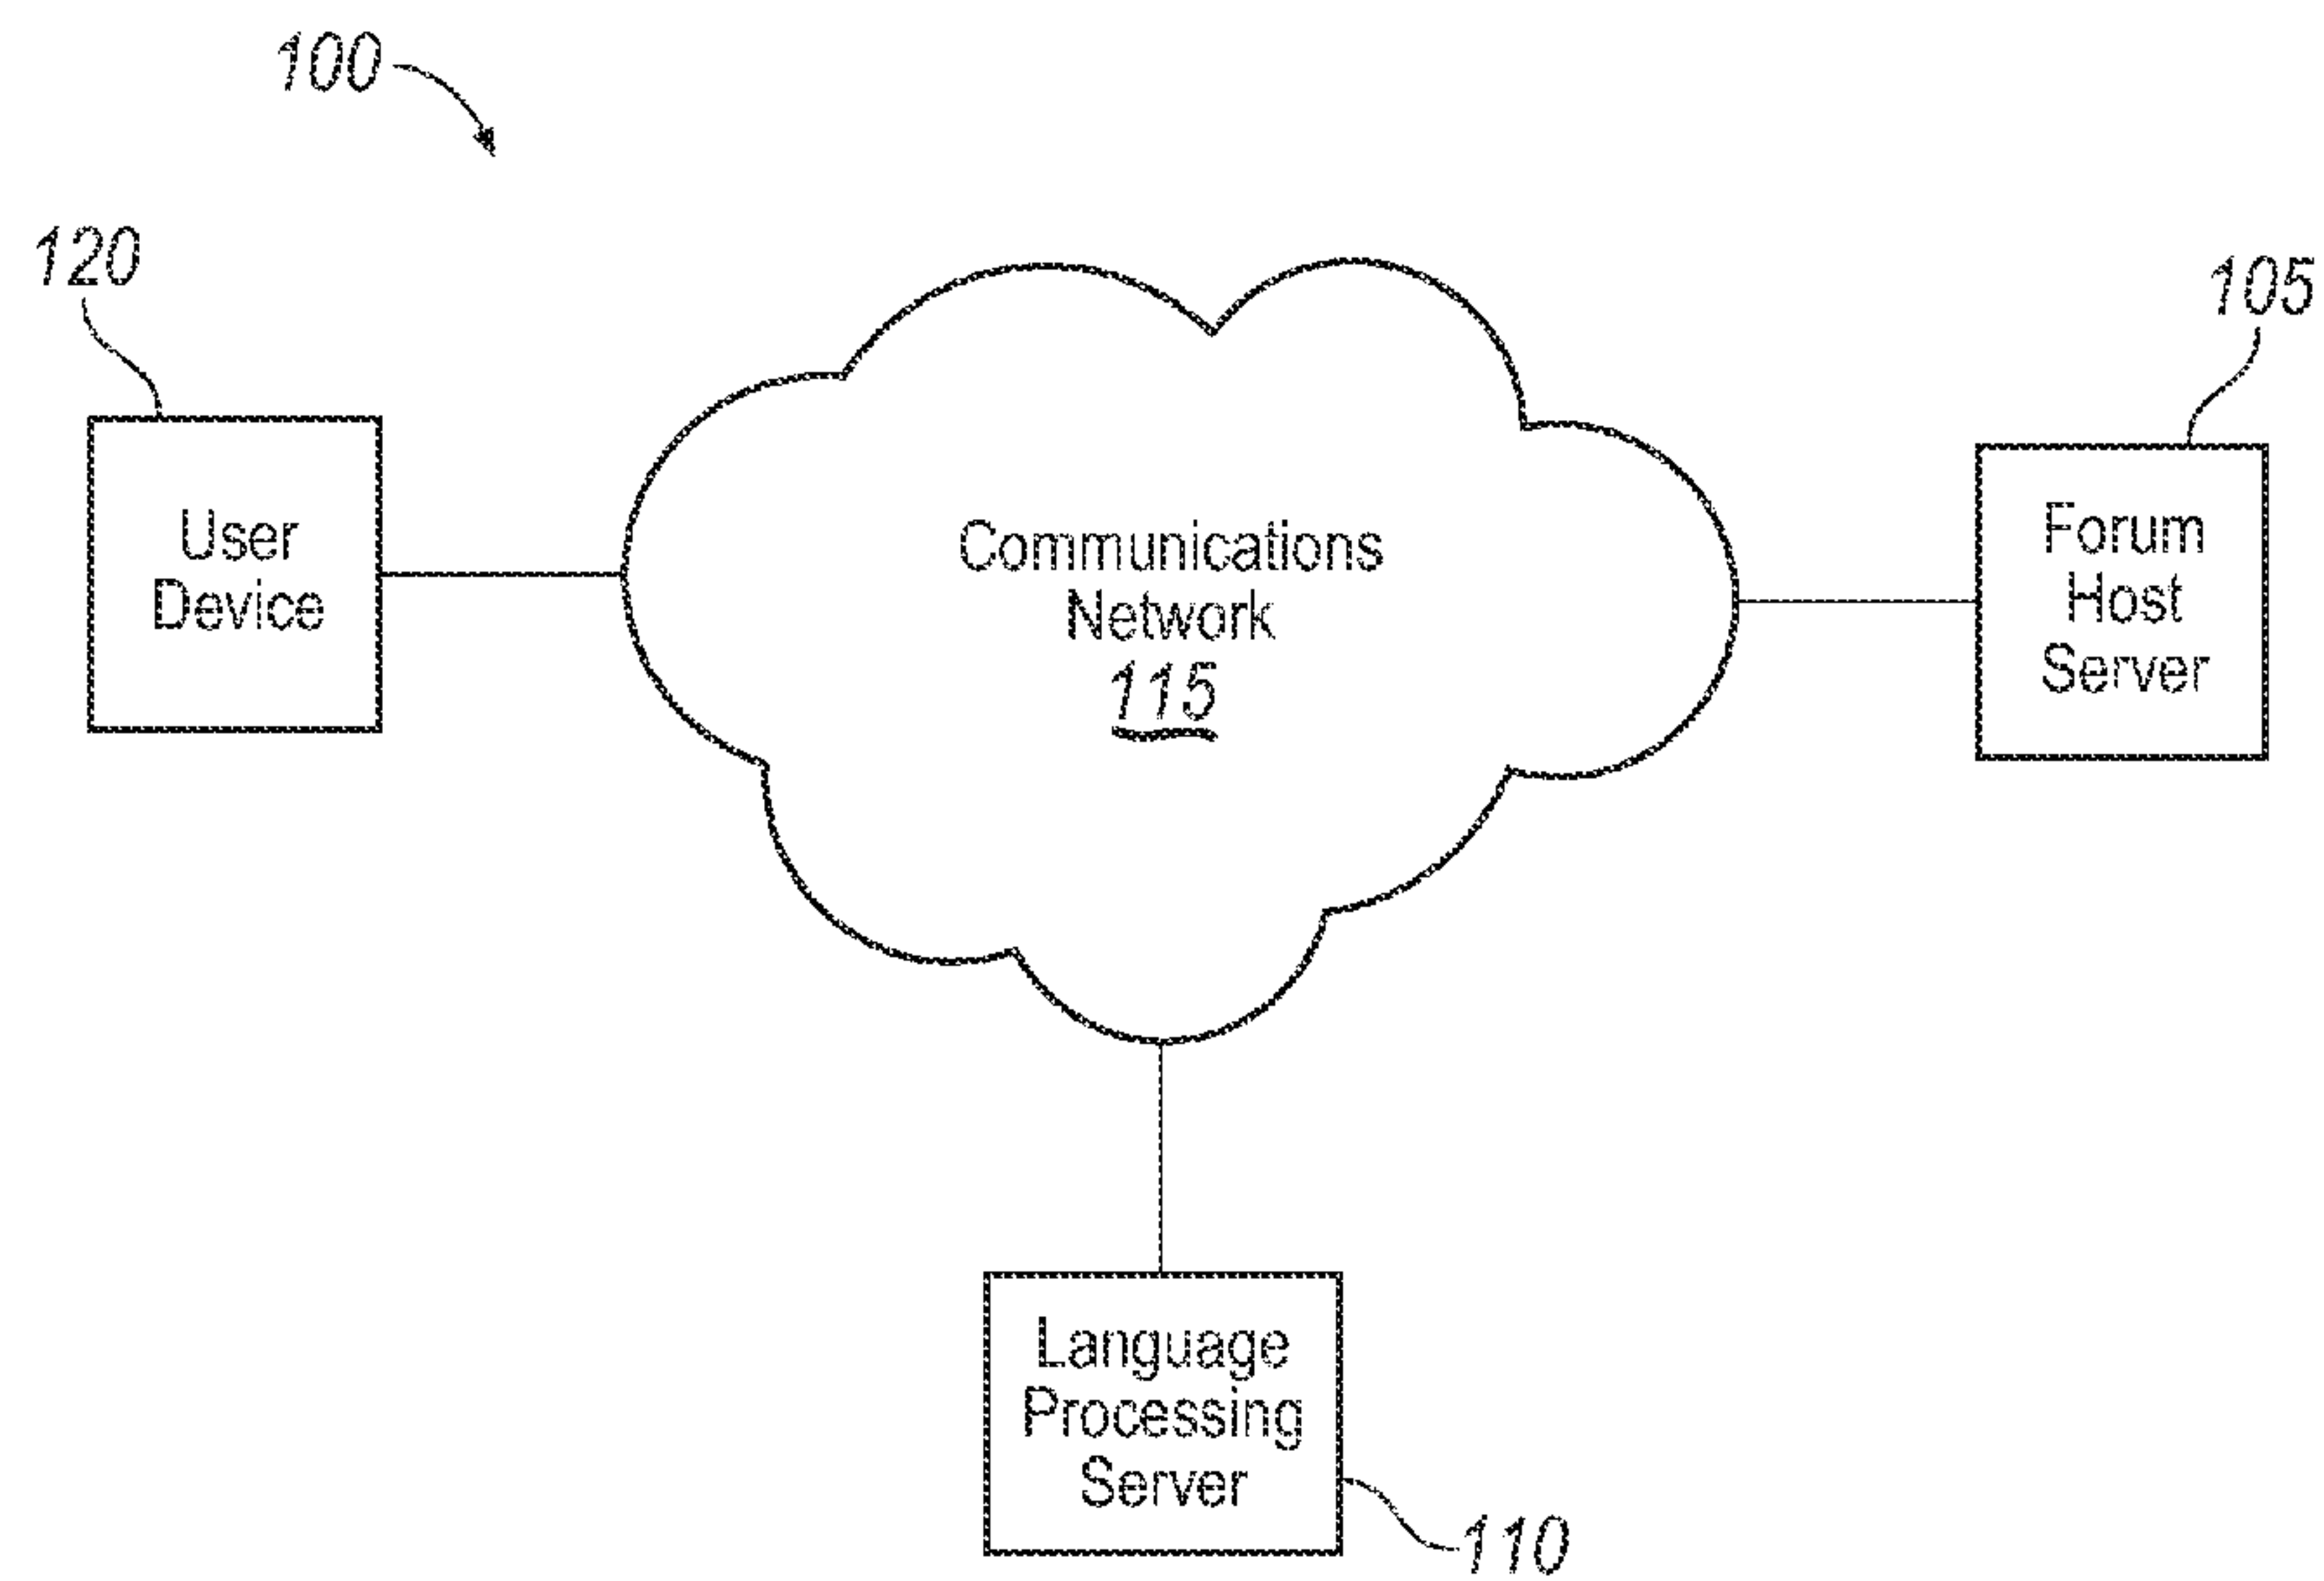 100
120
105
User
Device
Communications
Network
115
Forum
Host
Server
Language
Processing
Server
110